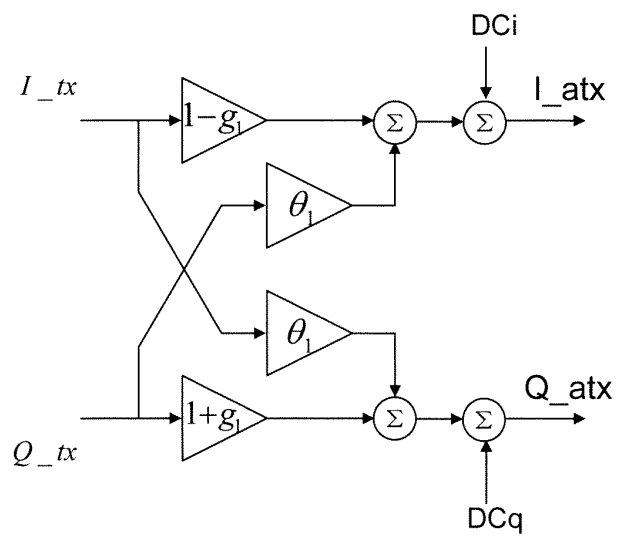 DCi
I_tx
1−g₁
Σ
Σ
I_atx
θ₁
θ₁
Q_tx
1+g₁
Σ
Σ
Q_atx
DCq